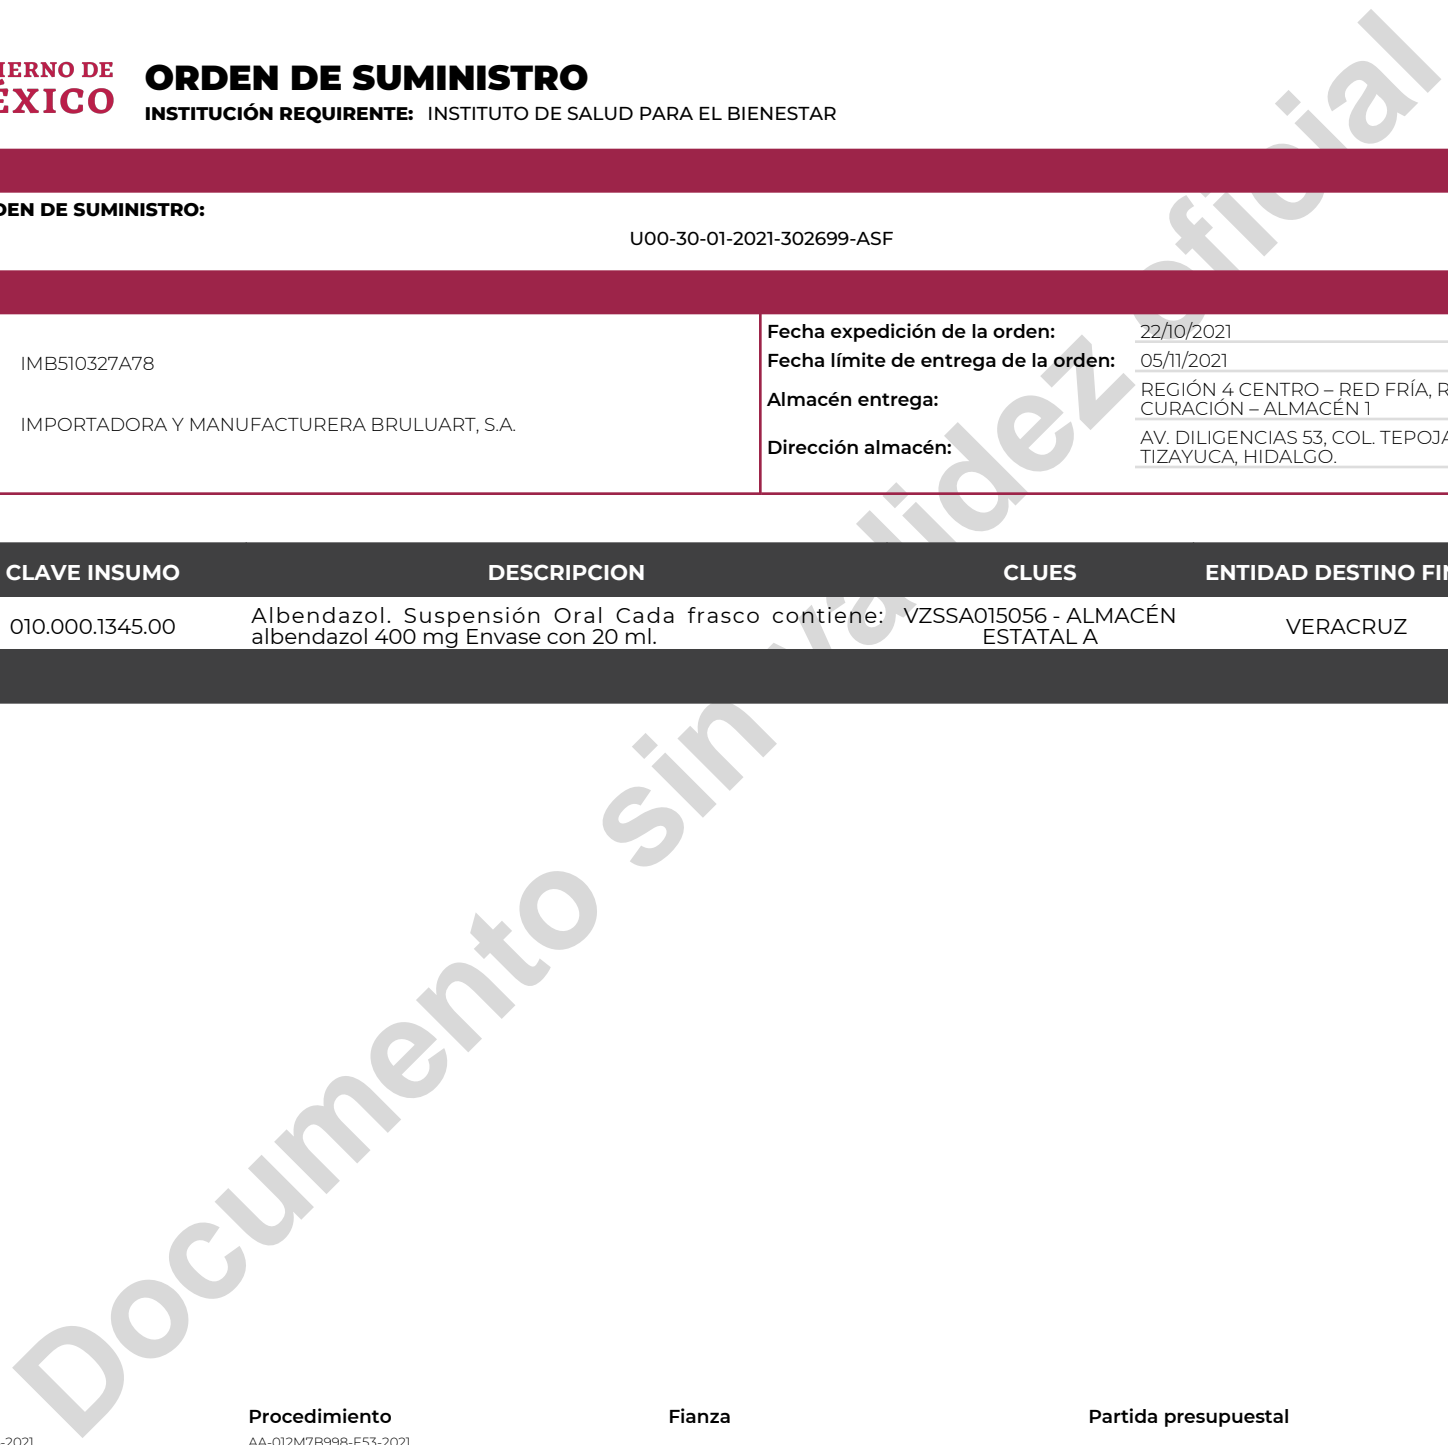 ORDEN DE SUMINISTRO
INSTITUCIÓN REQUIRENTE: INSTITUTO DE SALUD PARA EL BIENESTAR
DE
ÉXICO
DE SUMINISTRO:
U00-30-01-2021-302699-ASF
IMB510327A78
IMPORTADORA Y MANUFACTURERA BRULUART, S.A.
Fecha expedición de la orden: 22/10/2021
Fecha límite de entrega de la orden: 05/11/2021
Almacén entrega: REGIÓN 4 CENTRO – RED FRÍA,
CURACIÓN – ALMACÉN 1
Dirección almacén: AV. DILIGENCIAS 53, COL.
TIZAYUCA, HIDALGO.
CLAVE INSUMO DESCRIPCION CLUES ENTIDAD DESTINO
010.000.1345.00 Albendazol. Suspensión Oral Cada frasco contiene: VZSSA015056 - ALMACÉN VERACRUZ
albendazol 400 mg Envase con 20 ml. ESTATAL A
Documento sin validez oficial
Procedimiento Fianza Partida presupuestal
-2021 AA-012M7B998-E53-2021